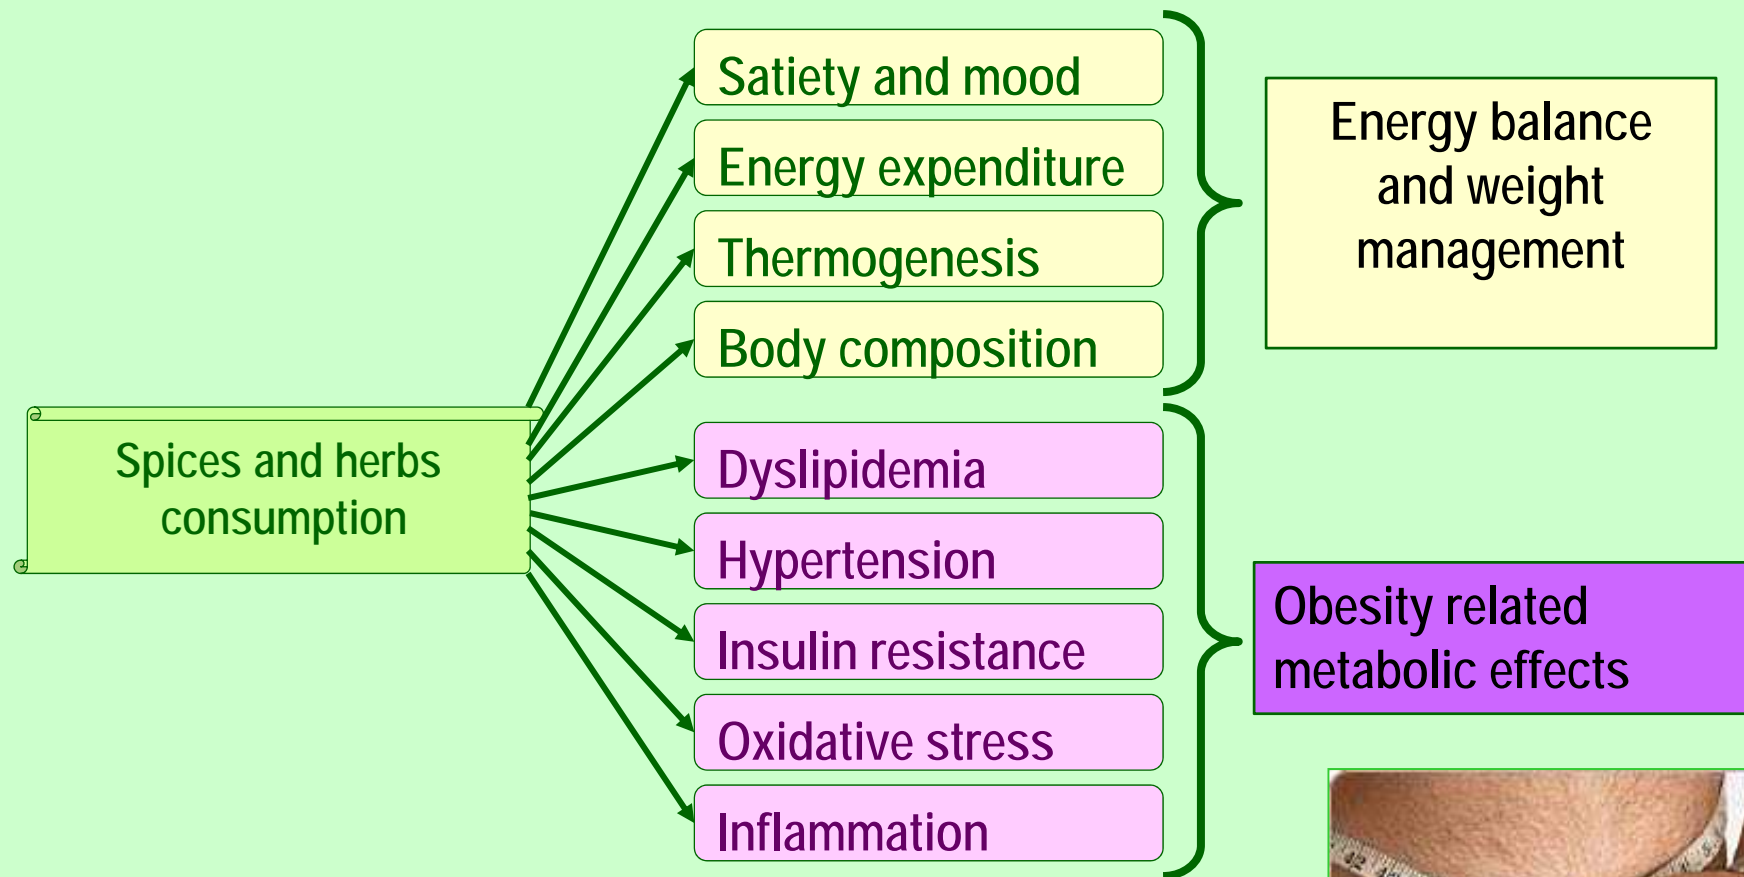 Satiety and mood
Energy expenditure
Thermogenesis
Body composition
Energy balance
and weight
management
Spices and herbs
consumption
Dyslipidemia
Hypertension
Insulin resistance
Oxidative stress
Inflammation
Obesity related
metabolic effects